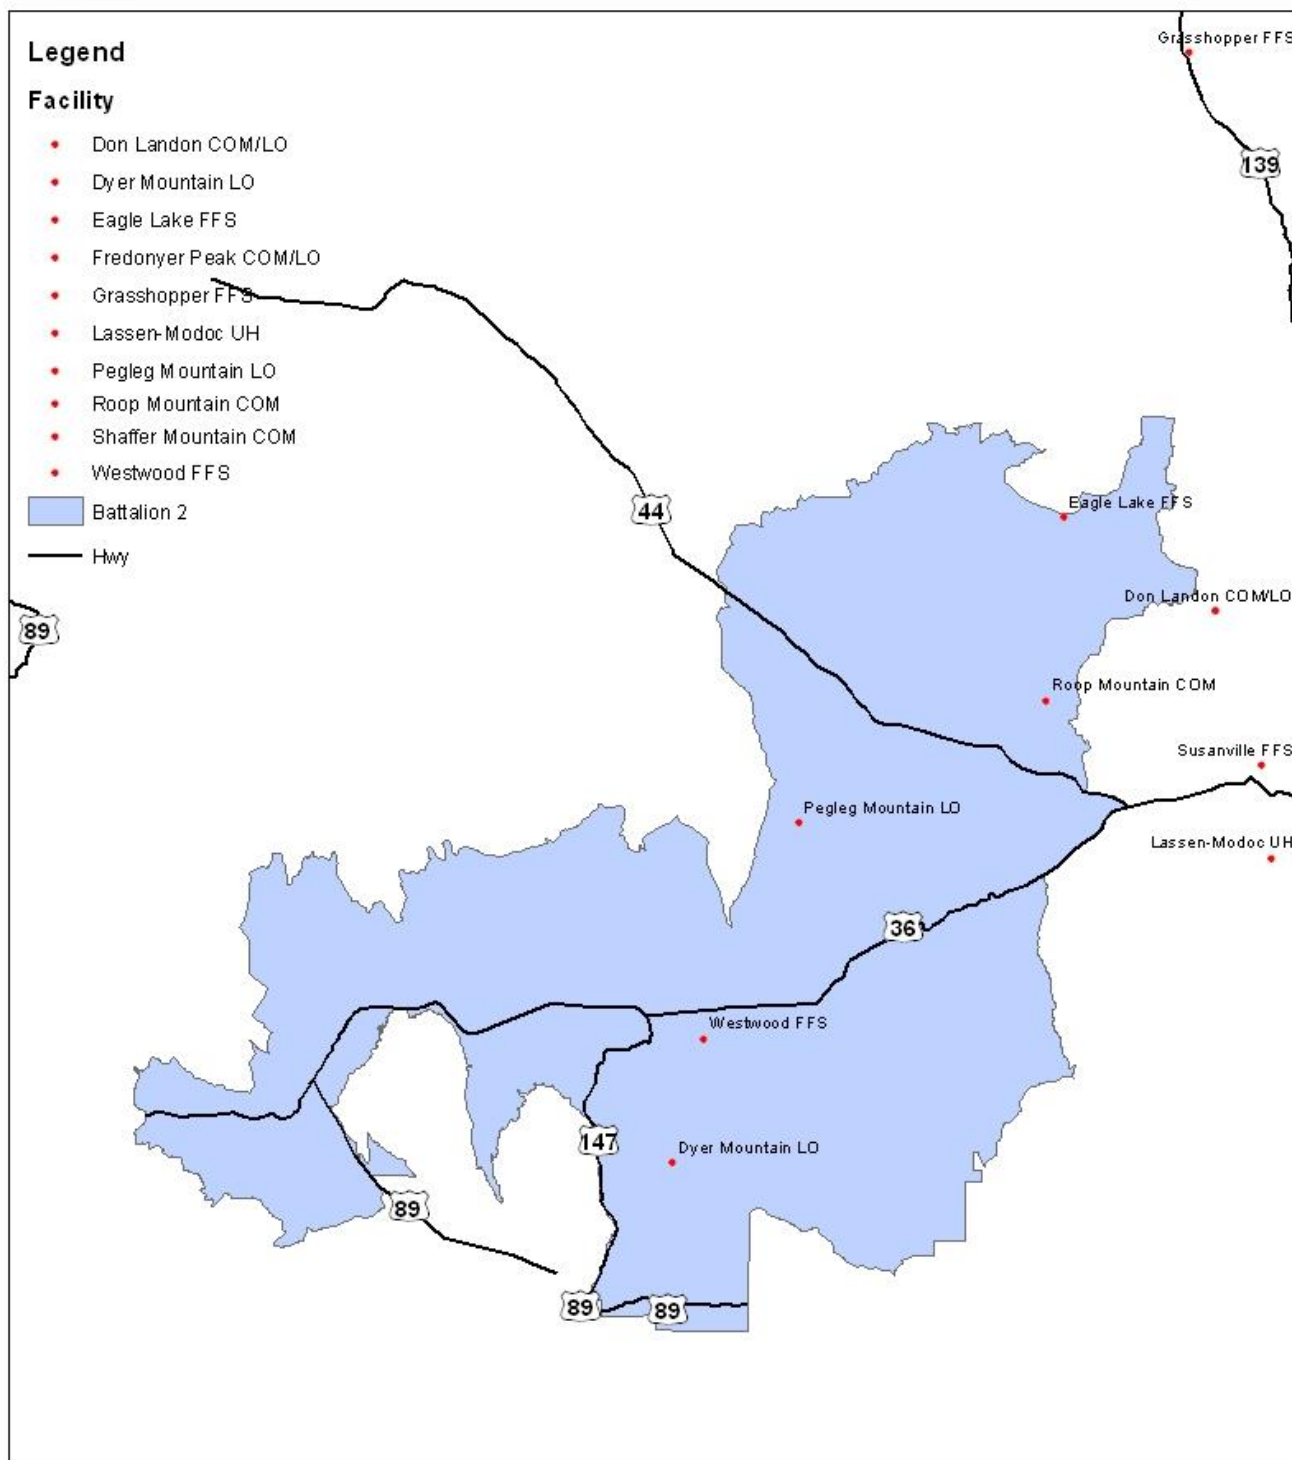 Legend
Facility
Don Landon COM/LO
Dyer Mountain LO
Eagle Lake FFS
Fredonyer Peak COM/LO
Grasshopper FFS
Lassen-Modoc UH
Pegleg Mountain LO
Roop Mountain COM
Shaffer Mountain COM
Westwood FFS
Battalion 2
Hwy
Grasshopper FFS
139
44
Eagle Lake FFS
Don Landon COM/LO
89
Roop Mountain COM
Susanville FFS
Pegleg Mountain LO
Lassen-Modoc UH
36
Westwood FFS
147
Dyer Mountain LO
89
89
89